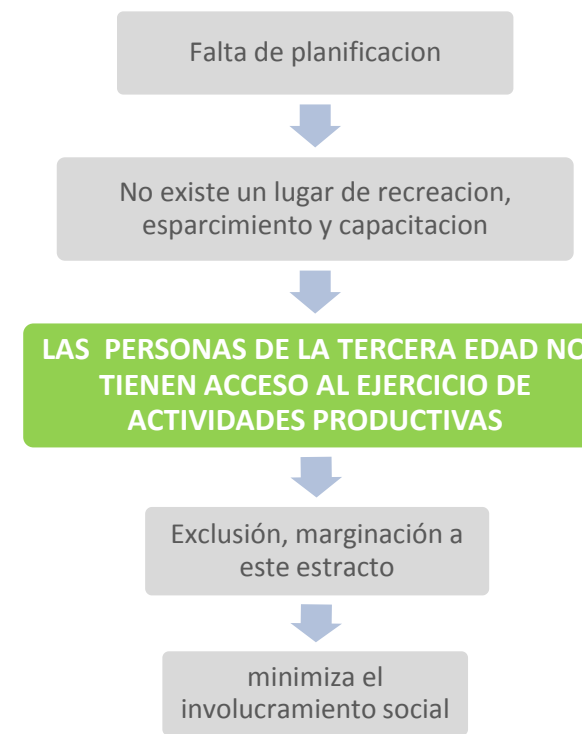 Falta de planificacion
No existe un lugar de recreacion,
esparcimiento y capacitacion
LAS PERSONAS DE LA TERCERA EDAD NO
TIENEN ACCESO AL EJERCICIO DE
ACTIVIDADES PRODUCTIVAS
Exclusión, marginación a
este estracto
minimiza el
involucramiento social